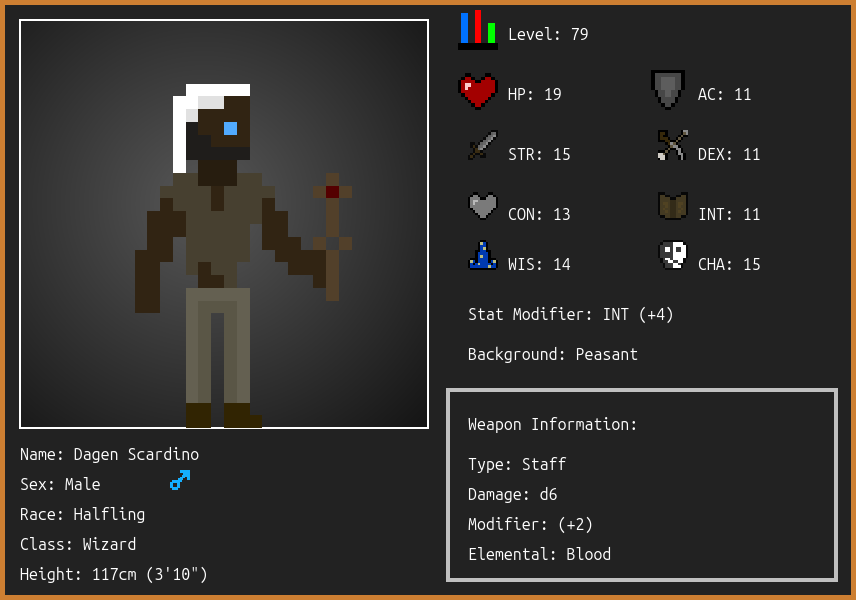 Level: 79
HP: 19
AC: 11
STR: 15
DEX: 11
CON: 13
INT: 11
WIS: 14
CHA: 15
Stat Modifier: INT (+4)
Background: Peasant
Weapon Information:
Type: Staff
Damage: d6
Modifier: (+2)
Elemental: Blood
Name: Dagen Scardino
Sex: Male
Race: Halfling
Class: Wizard
Height: 117cm (3'10")